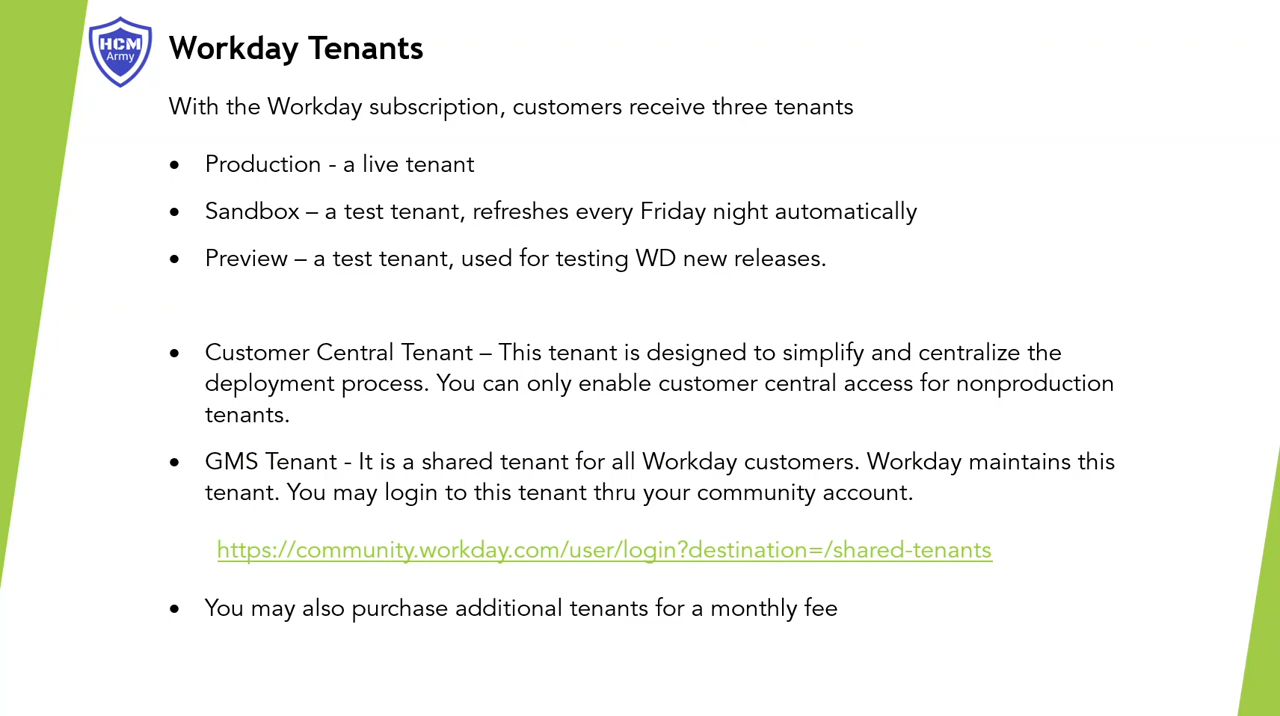 HCM
Army
Workday Tenants
With the Workday subscription, customers receive three tenants
• Production - a live tenant
• Sandbox – a test tenant, refreshes every Friday night automatically
• Preview – a test tenant, used for testing WD new releases.
• Customer Central Tenant – This tenant is designed to simplify and centralize the
deployment process. You can only enable customer central access for nonproduction
tenants.
• GMS Tenant - It is a shared tenant for all Workday customers. Workday maintains this
tenant. You may login to this tenant thru your community account.
https://community.workday.com/user/login?destination=/shared-tenants
• You may also purchase additional tenants for a monthly fee